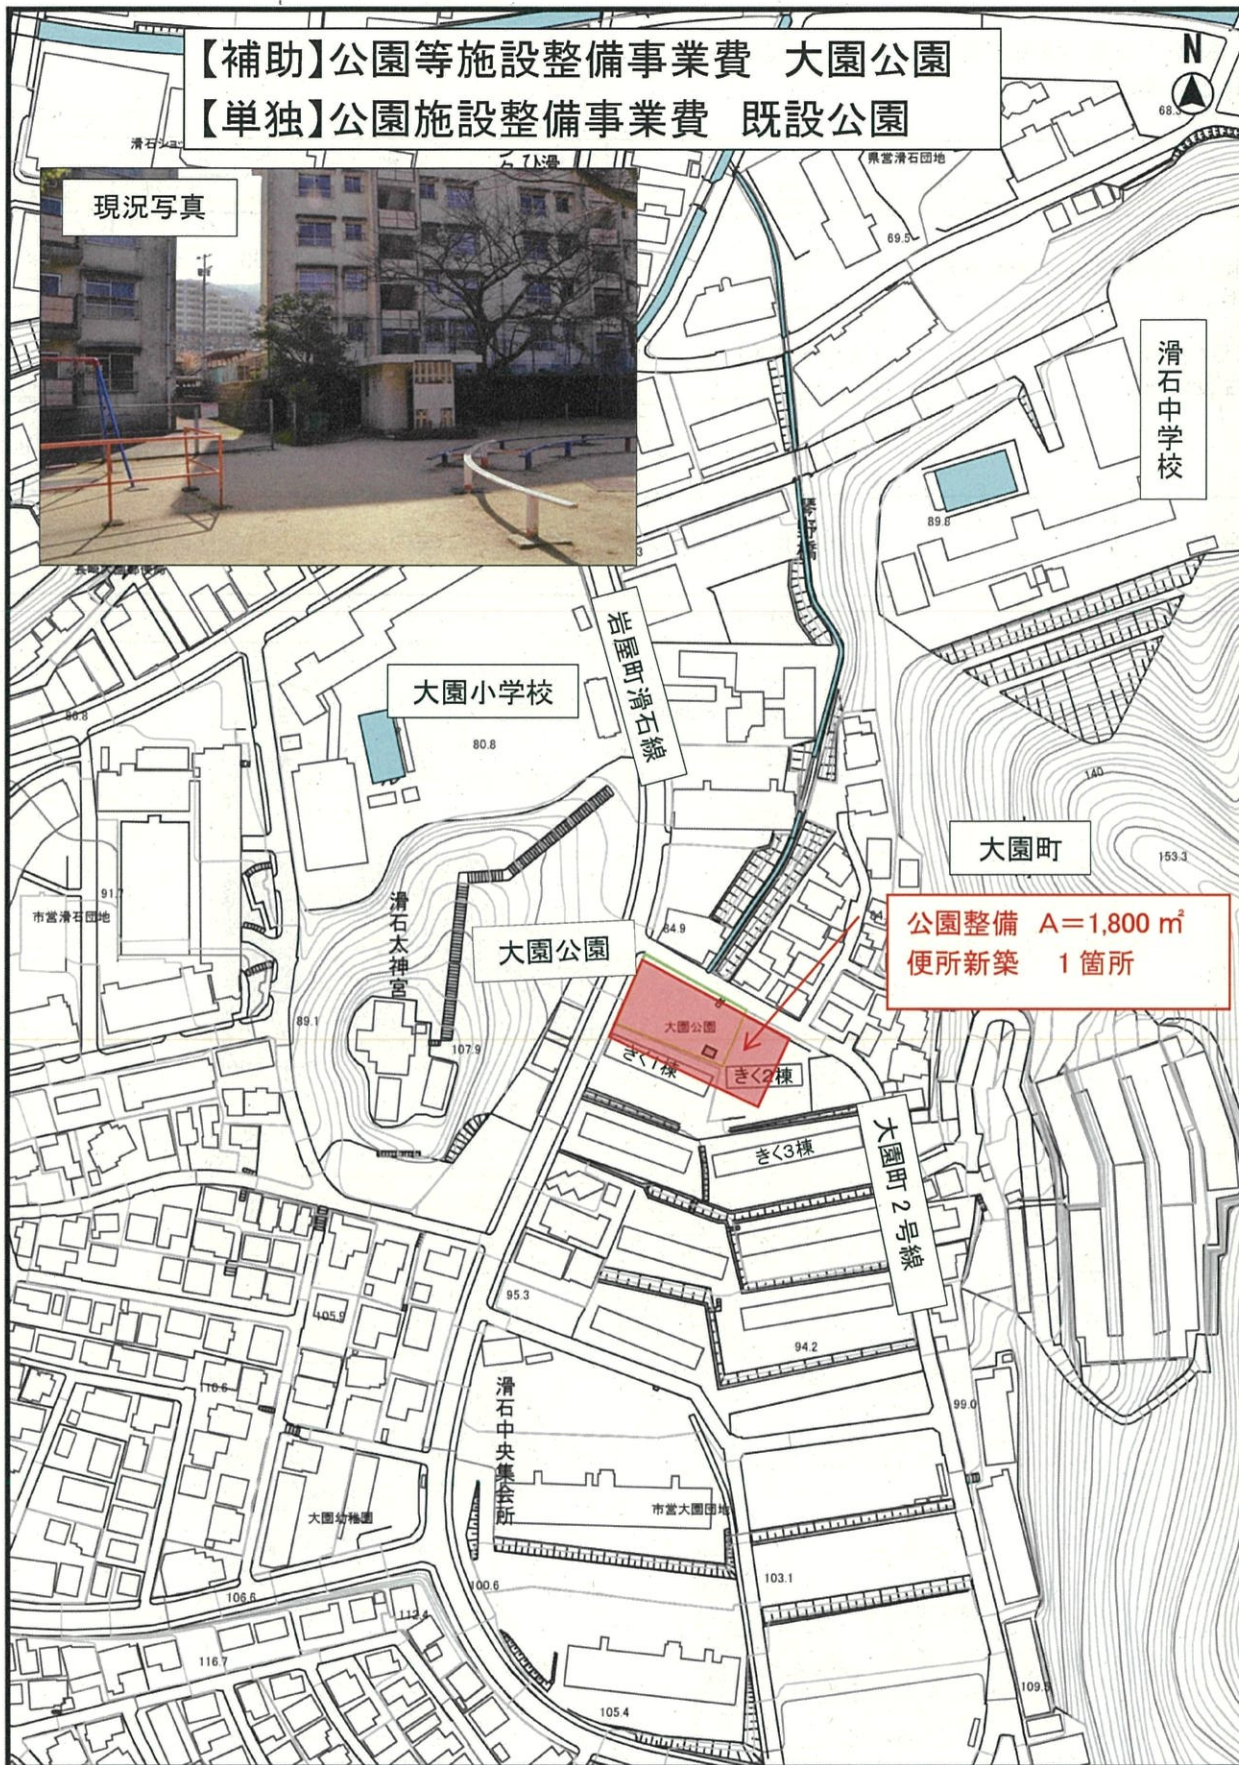 【補助】公園等施設整備事業費 大園公園
【単独】公園施設整備事業費 既設公園
N
68.
滑石ショ
県営滑石団地
現況写真
69.5
滑石中学校
89.8
岩屋町滑石線
大園小学校
80.8
80.8
140
大園町
153.3
91.7
市営滑石団地
滑石太神宮
大園公園
84.9
公園整備 A=1,800㎡
便所新築 1箇所
89.1
107.9
大園公園
きく1棟
きく2棟
きく3棟
大園町2号線
95.3
105.9
94.2
110.6
99.0
滑石中央集会所
大園幼稚園
市営大園団地
100.6
103.1
106.6
112.4
116.7
105.4
109.